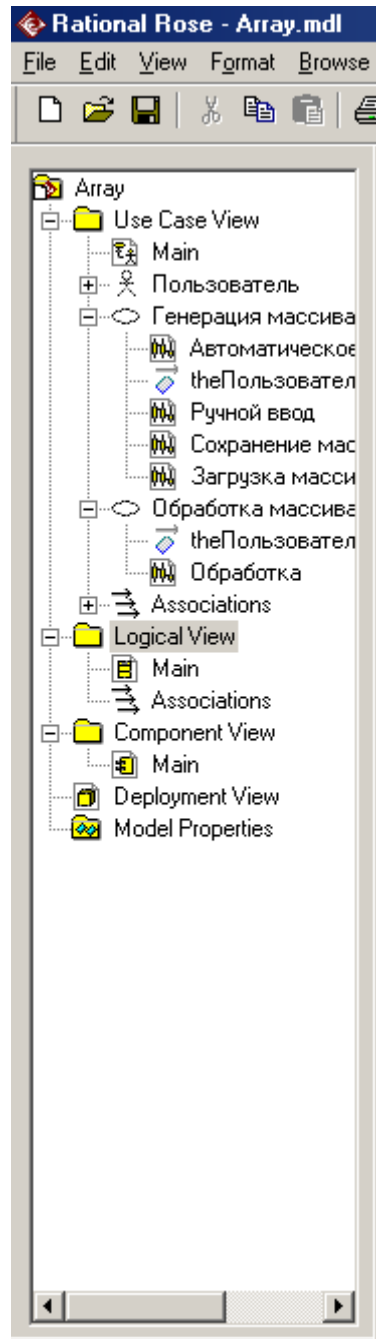 Rational Rose - Array.mdl
File Edit View Format Browse
Array
Use Case View
Main
Пользователь
Генерация массива
Автоматическое
theПользовател
Ручной ввод
Сохранение мас
Загрузка масси
Обработка массива
theПользовател
Обработка
Associations
Logical View
Main
Associations
Component View
Main
Deployment View
Model Properties